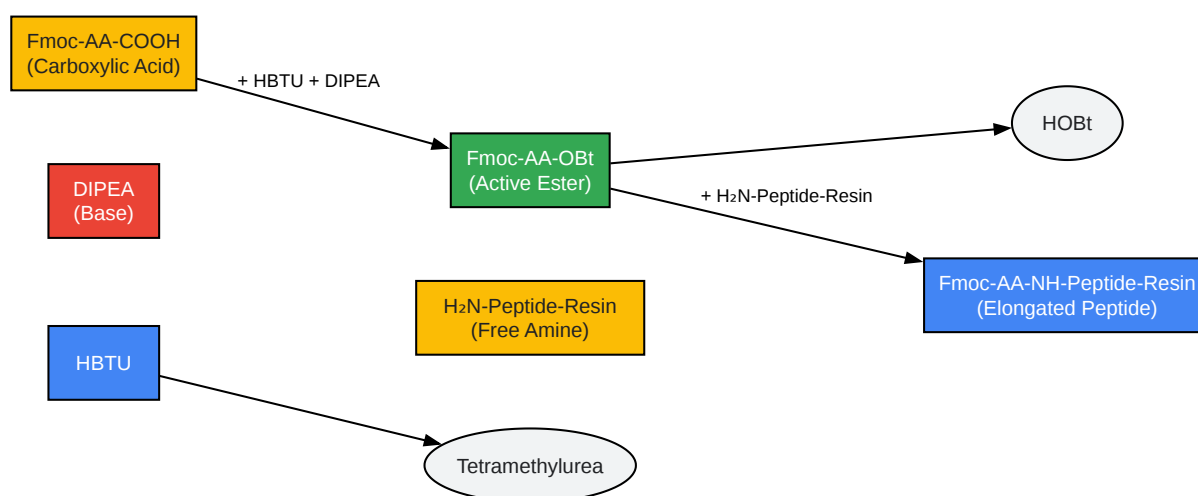 Fmoc-AA-COOH
(Carboxylic Acid)
+ HBTU + DIPEA
HOBt
Fmoc-AA-OBt
(Active Ester)
DIPEA
(Base)
+ H₂N-Peptide-Resin
Fmoc-AA-NH-Peptide-Resin
(Elongated Peptide)
H₂N-Peptide-Resin
(Free Amine)
HBTU
Tetramethylurea